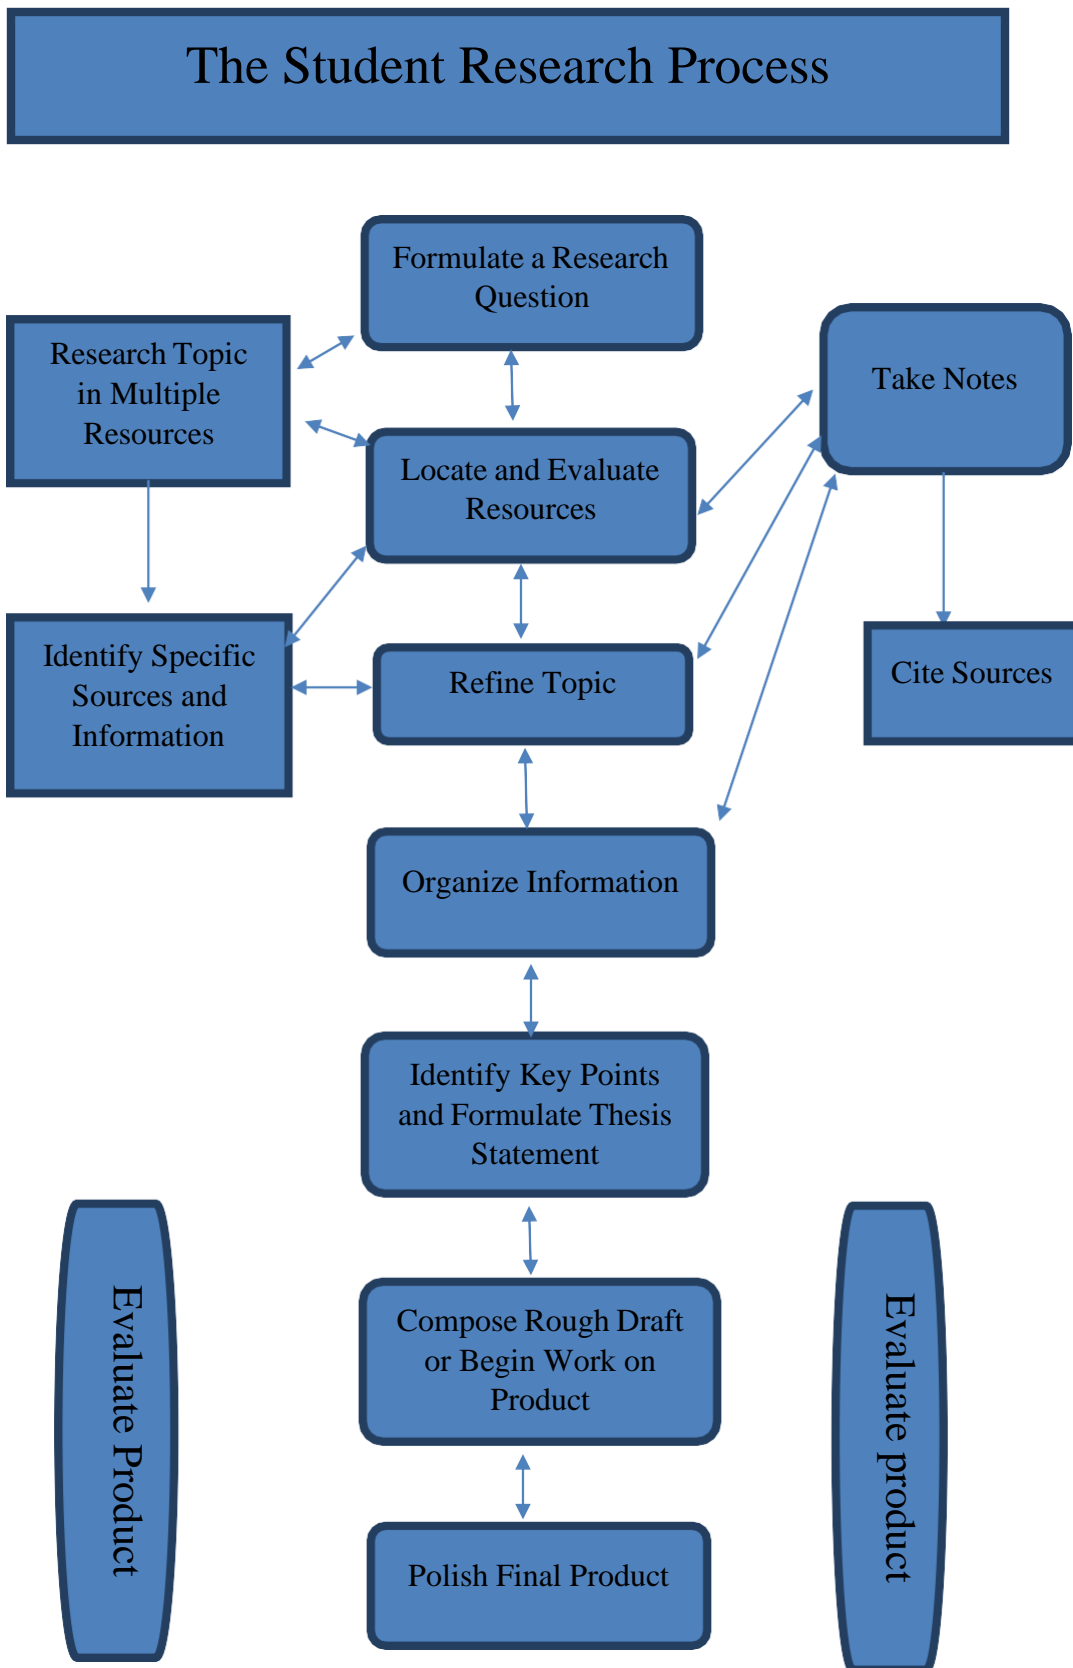 The Student Research Process
Formulate a Research
Question
Research Topic
in Multiple
Resources
Take Notes
Locate and Evaluate
Resources
Identify Specific
Sources and
Information
Refine Topic
Cite Sources
Organize Information
Identify Key Points
and Formulate Thesis
Statement
Evaluate Product
Compose Rough Draft
or Begin Work on
Product
Evaluate product
Polish Final Product